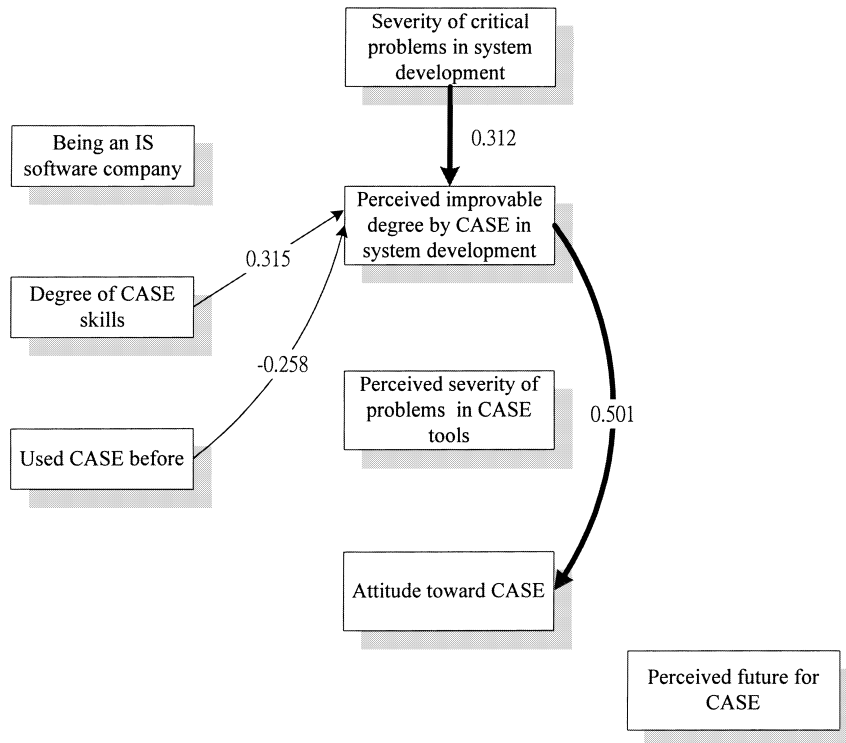 Severity of critical
problems in system
development
0.312
Being an IS
software company
Perceived improvable
degree by CASE in
system development
0.315
Degree of CASE
skills
-0.258
Perceived severity of
problems in CASE
tools
0.501
Used CASE before
Attitude toward CASE
Perceived future for
CASE